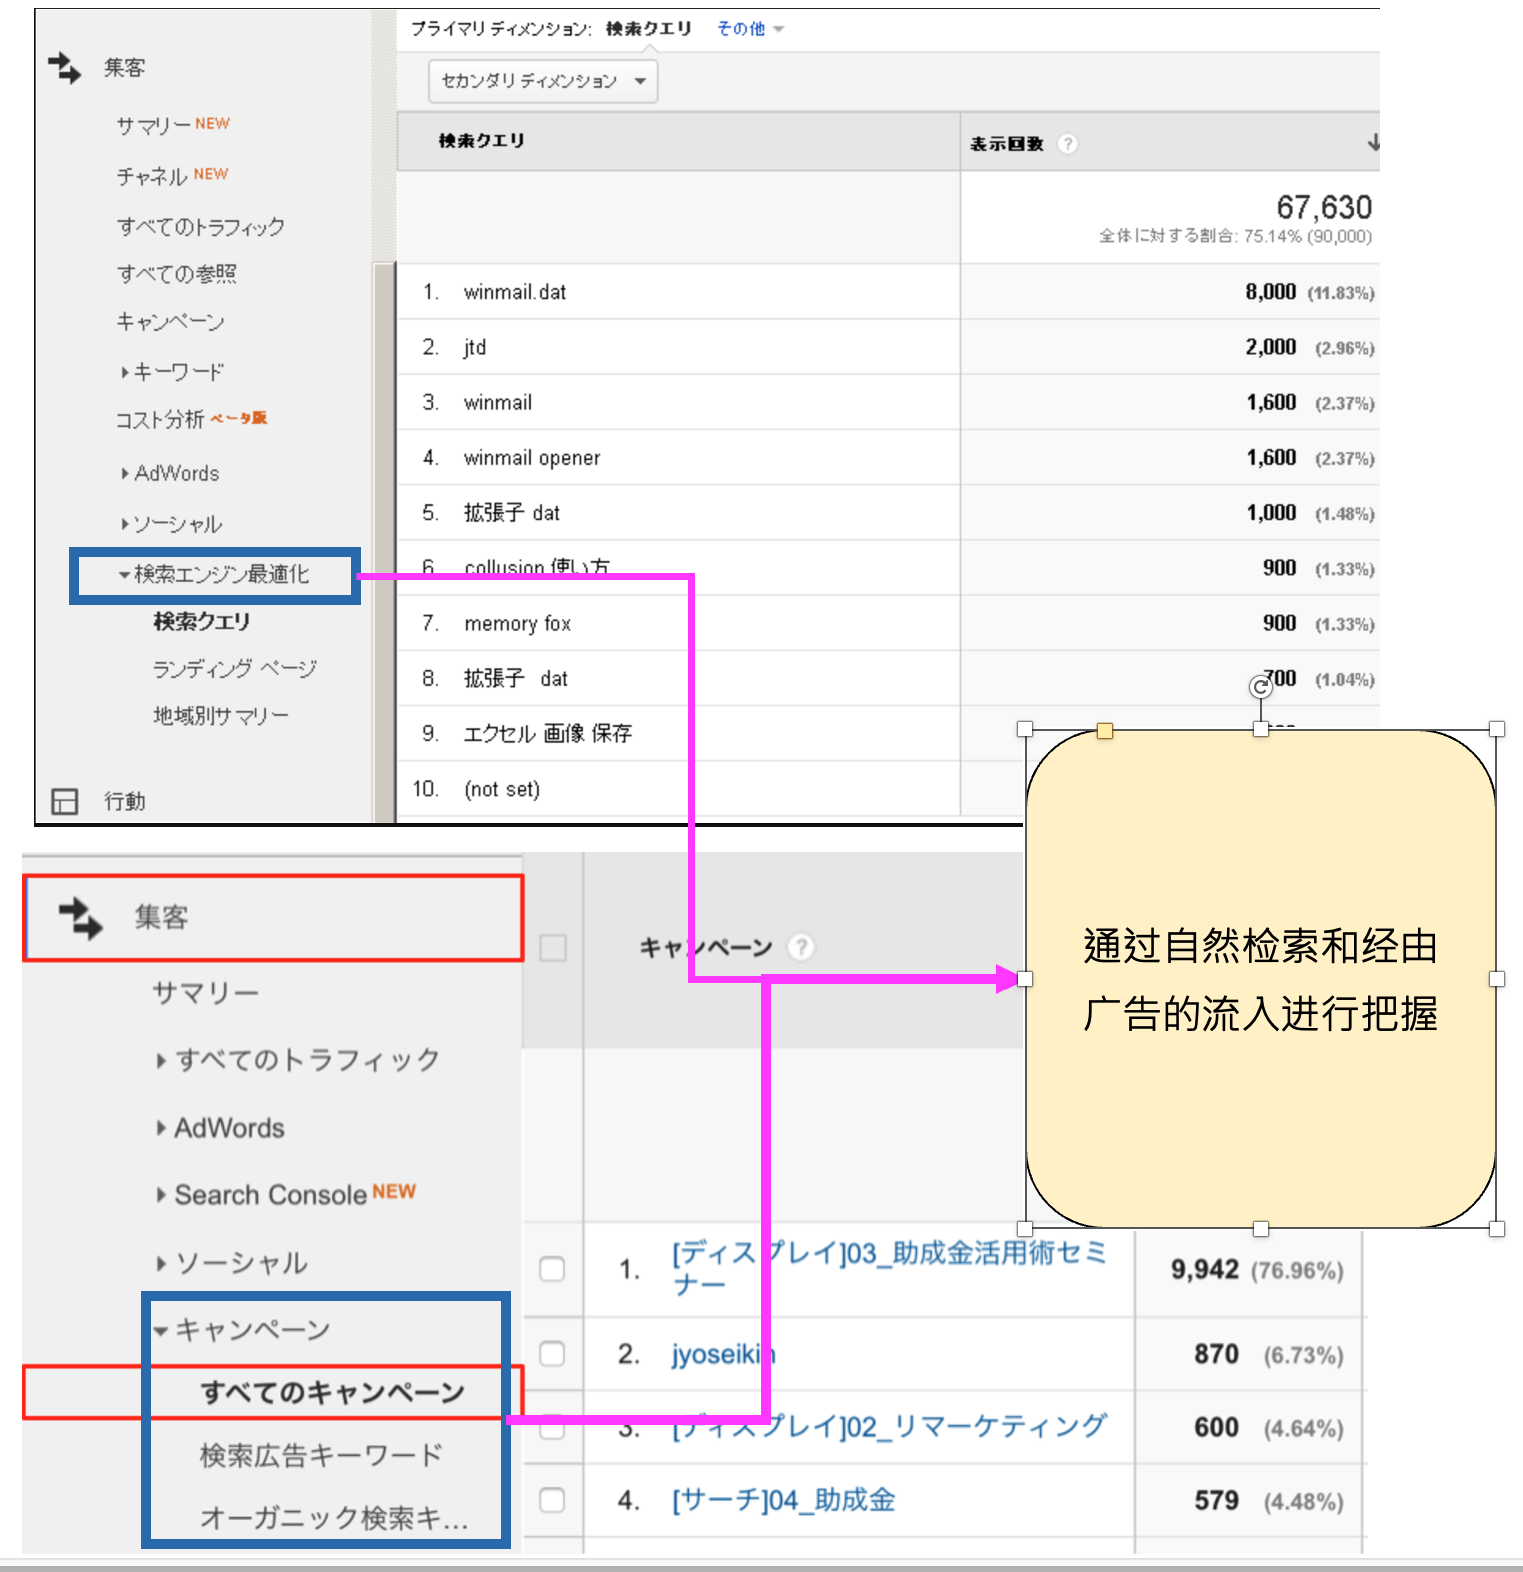 集客
サマリー NEW
チャネル NEW
すべてのトラフィック
すべての参照
キャンペーン
キーワード
コスト分析 ベータ版
AdWords
ソーシャル
検索エンジン最適化
検索クエリ
ランディング ページ
地域別サマリー
行動
プライマリ ディメンション: 検索クエリ その他
セカンダリ ディメンション
検索クエリ 表示回数 ?
67,630
全体に対する割合: 75.14% (90,000)
1. winmail.dat 8,000 (11.83%)
2. jtd 2,000 (2.96%)
3. winmail 1,600 (2.37%)
4. winmail opener 1,600 (2.37%)
5. 拡張子 dat 1,000 (1.48%)
6. collusion 使い方 900 (1.33%)
7. memory fox 900 (1.33%)
8. 拡張子 dat 700 (1.04%)
9. エクセル 画像 保存
10. (not set)
集客
サマリー
すべてのトラフィック
AdWords
Search Console NEW
ソーシャル
キャンペーン
すべてのキャンペーン
検索広告キーワード
オーガニック検索キ...
キャンペーン ?
1. [ディスプレイ]03_助成金活用術セミ
ナー 9,942 (76.96%)
2. jyoseikin 870 (6.73%)
3. [ディスプレイ]02_リマーケティング 600 (4.64%)
4. [サーチ]04_助成金 579 (4.48%)
通过自然检索和经由
广告的流入进行把握